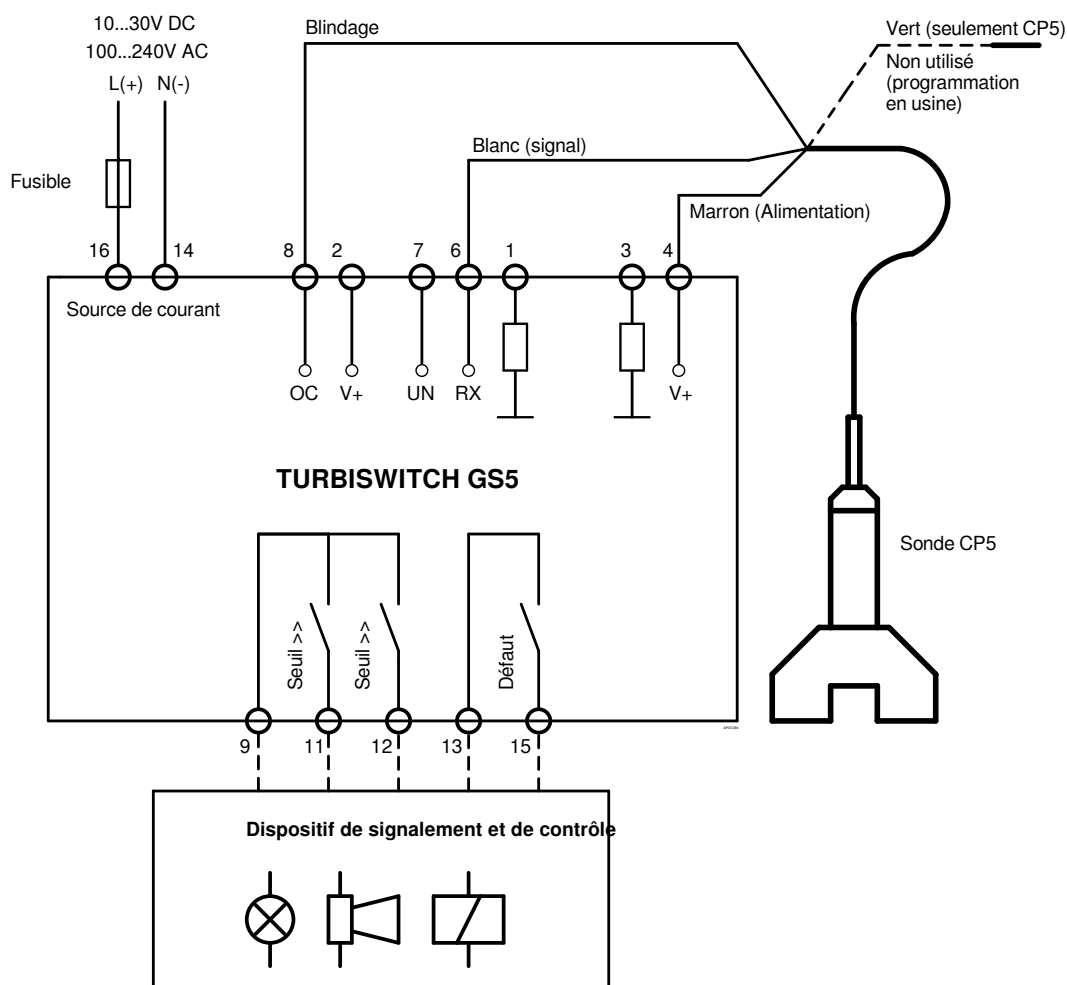 10...30V DC
100...240V AC
L(+) N(-)
Fusible
Blindage
Vert (seulement CP5)
Non utilisé
(programmation
en usine)
Blanc (signal)
Marron (Alimentation)
16 14 8 2 7 6 1 3 4
Source de courant
OC V+ UN RX V+
TURBISWITCH GS5
Sonde CP5
Seuil >>
Seuil >>
Défaut
9 11 12 13 15
Dispositif de signalement et de contrôle